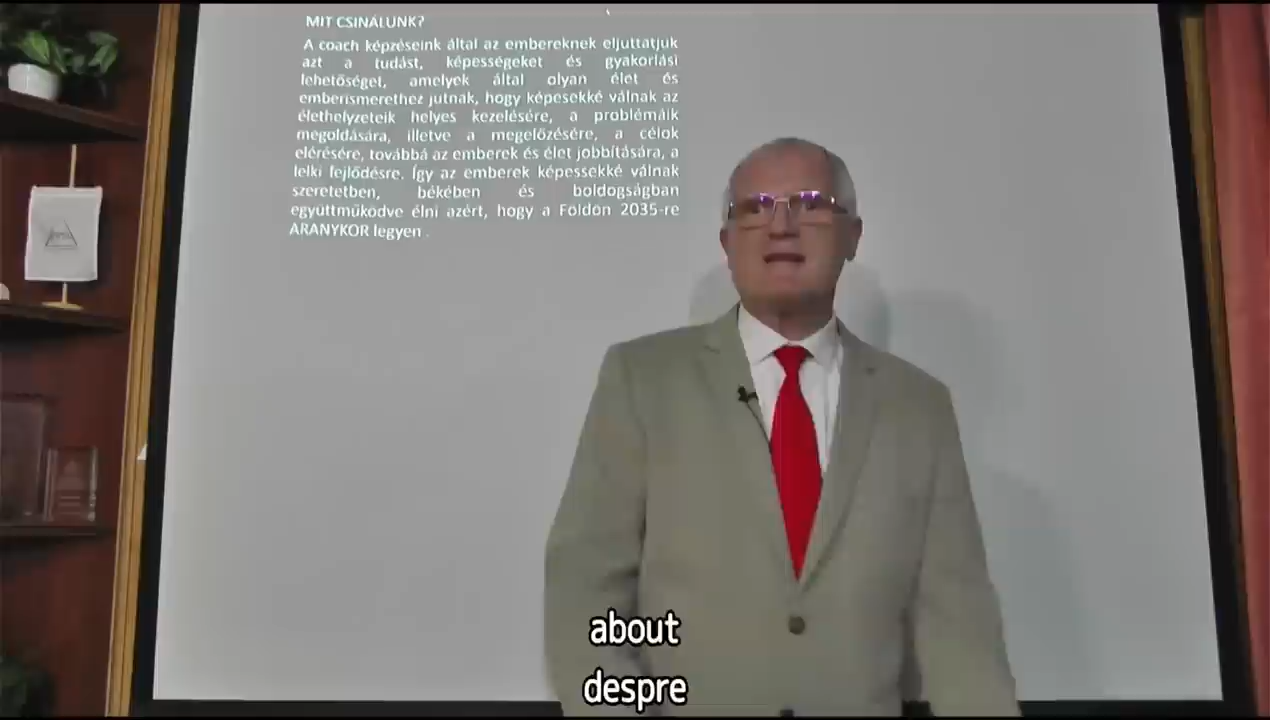 MIT CSINÁLUNK?
A coach képzéseink által az embereknek eljuttatjuk
azt a tudást, képességeket és gyakorlási
lehetőséget, amelyek által olyan élet és
emberismerethez jutnak, hogy képesekké válnak az
élethelyzeteik helyes kezelésére, a problémáik
megoldására, illetve a megelőzésére, a célok
elérésére, továbbá az emberek és élet jobbítására, a
lelki fejlődésre. Így az emberek képessekké válnak
szeretetben, békében és boldogságban
együttműködve élni azért, hogy a Földön 2035-re
ARANYKOR legyen .
about
despre